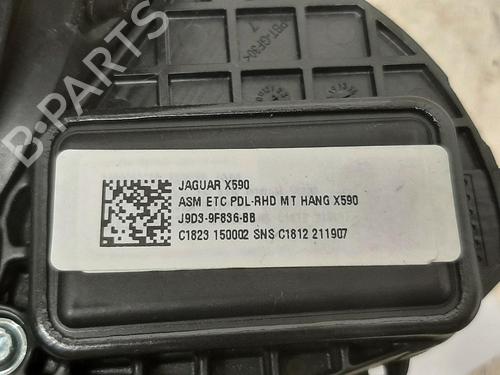 B-PARTS
JAGUAR X590
ASM ETC PDL-RHD MT HANG X590
J9D3-9F836-BB
C1823 150002 SNS C1812 211907